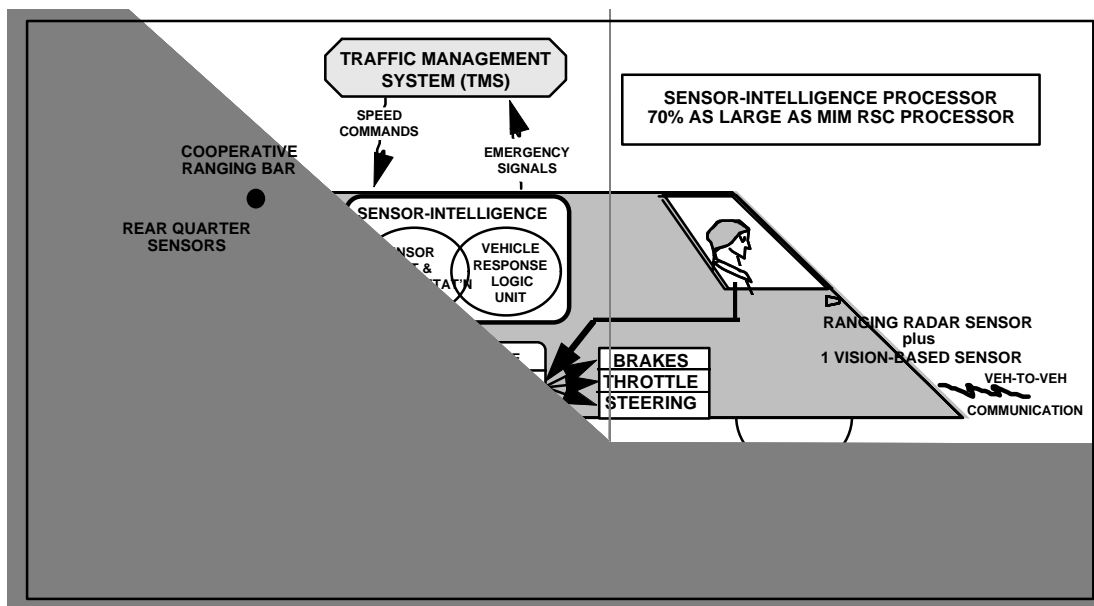 TRAFFIC MANAGEMENT
SYSTEM (TMS)
SENSOR-INTELLIGENCE PROCESSOR
70% AS LARGE AS MIM RSC PROCESSOR
SPEED
COMMANDS
EMERGENCY
SIGNALS
COOPERATIVE
RANGING BAR
REAR QUARTER
SENSORS
SENSOR-INTELLIGENCE
&
VEHICLE
RESPONSE
LOGIC
UNIT
RANGING RADAR SENSOR
plus
1 VISION-BASED SENSOR
BRAKES
THROTTLE
STEERING
VEH-TO-VEH
COMMUNICATION